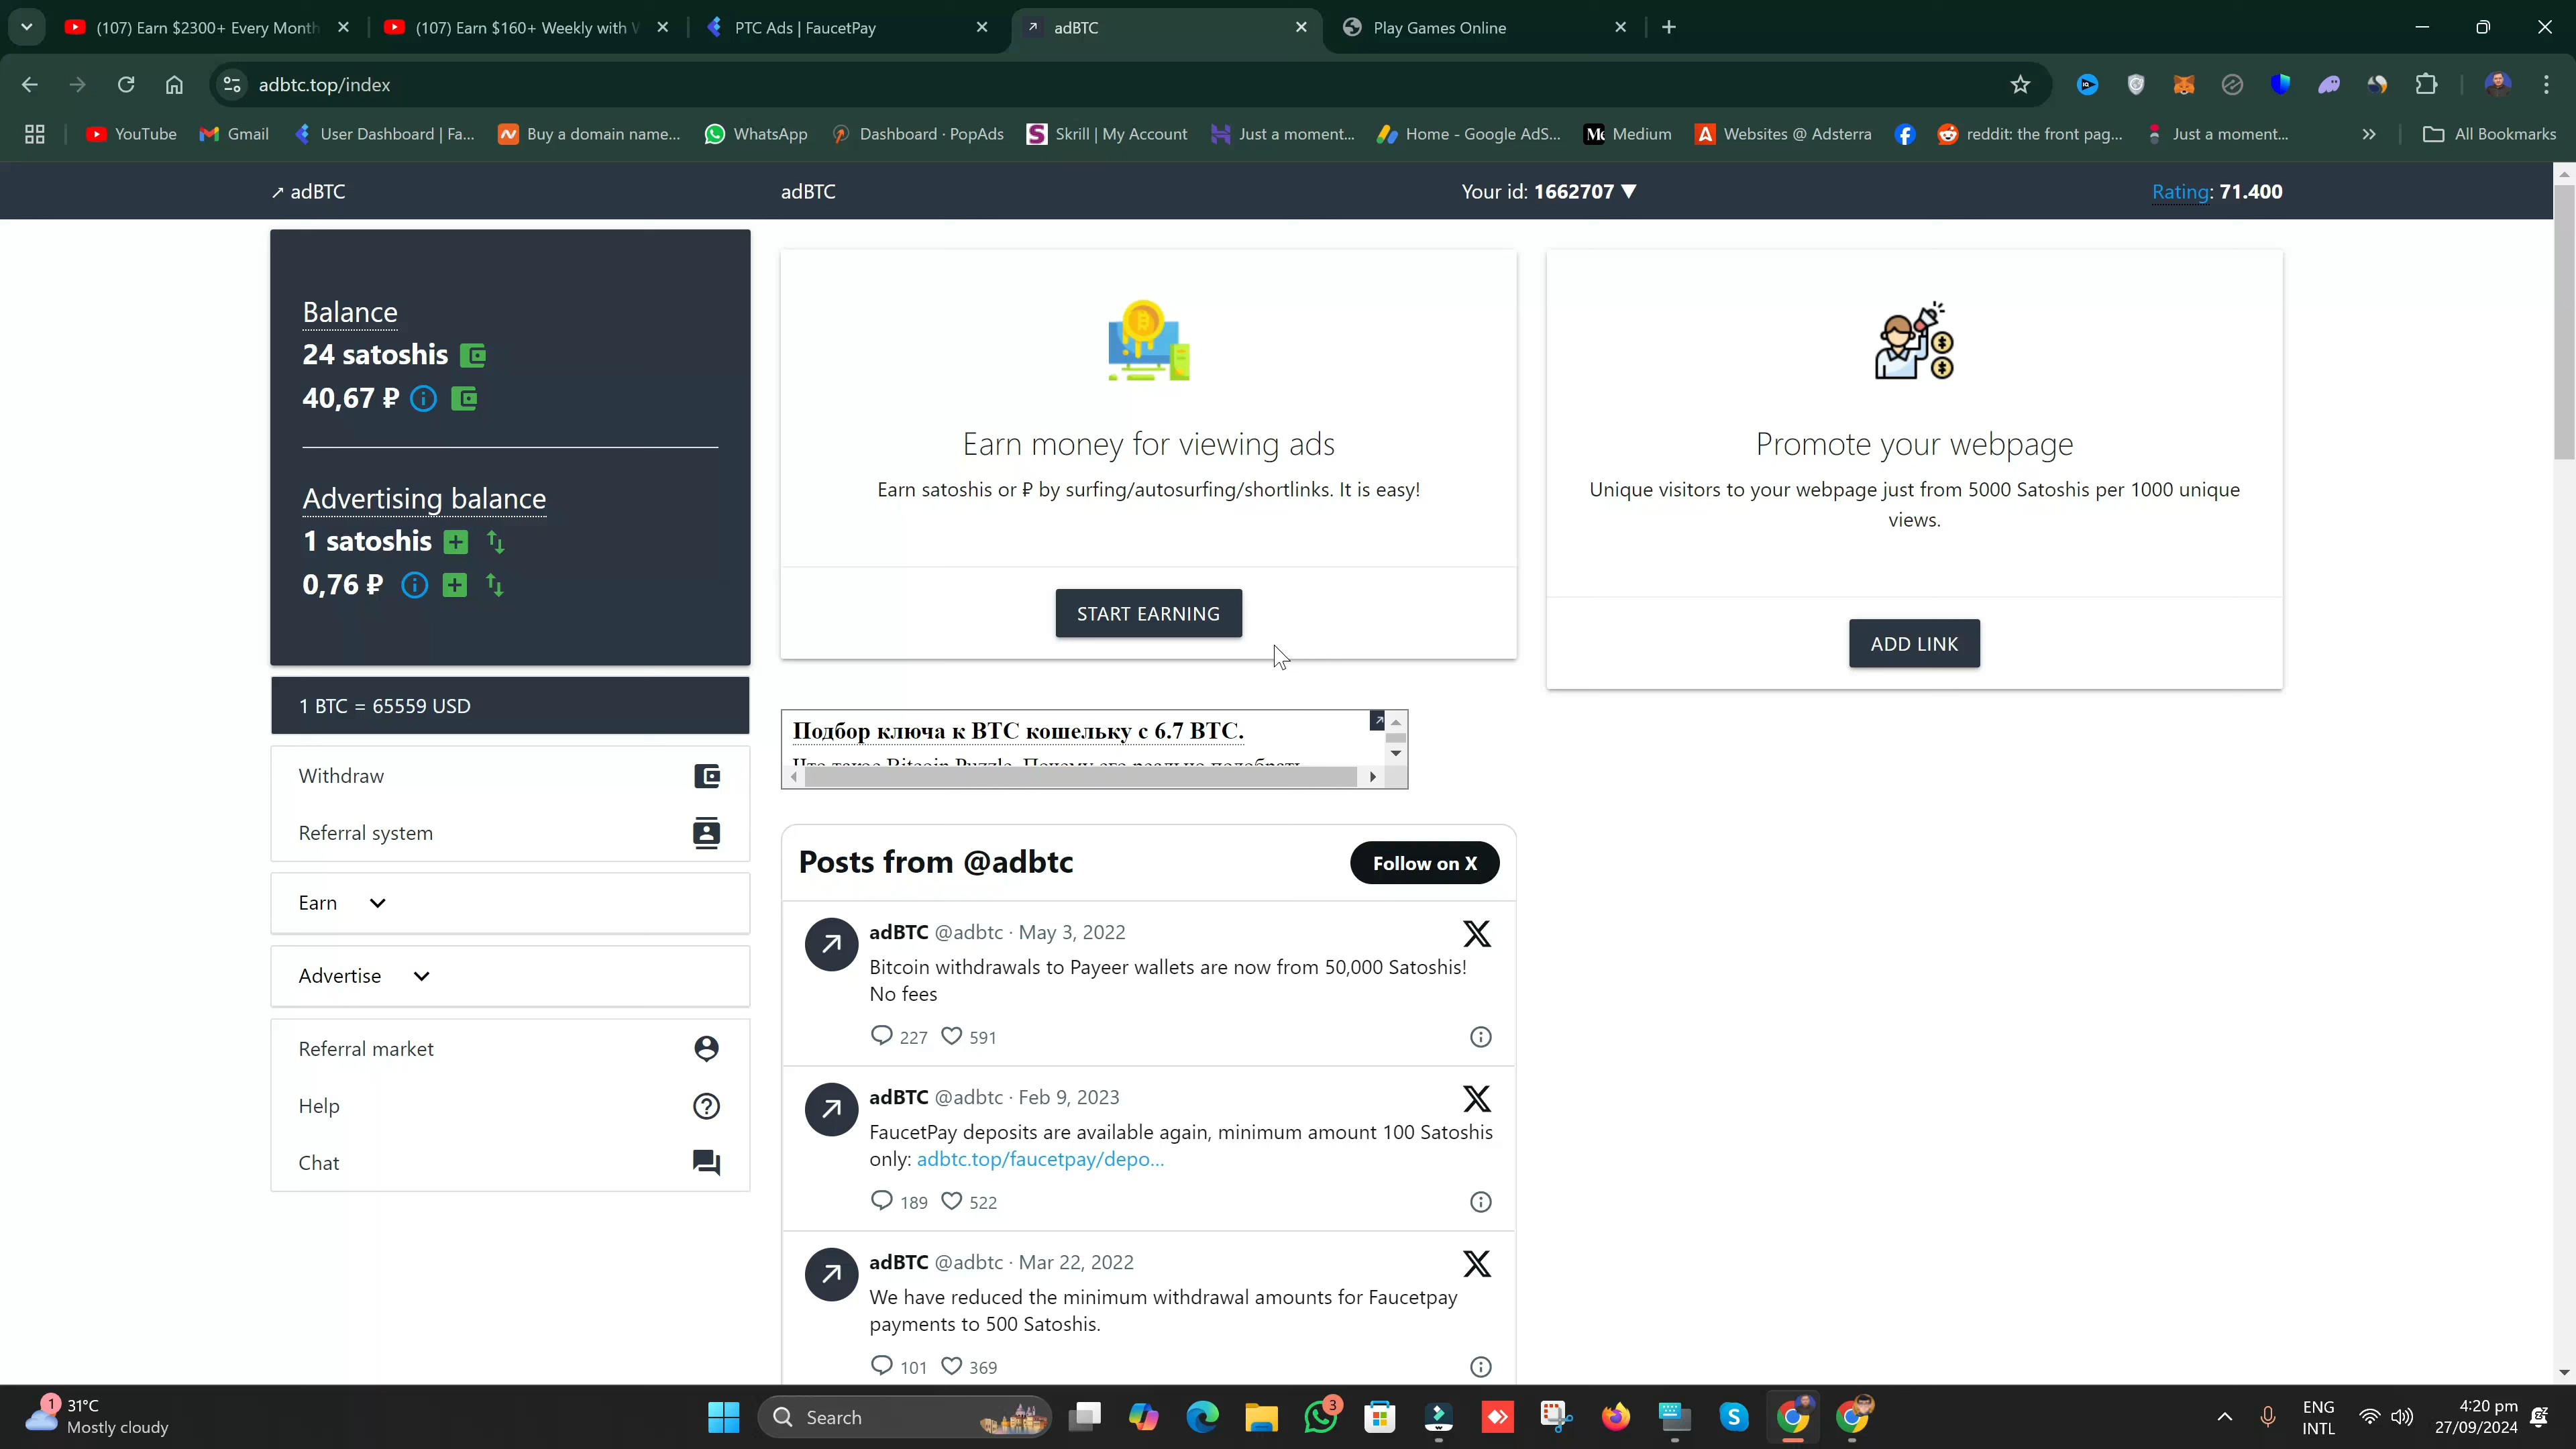 (107) Earn $2300+ Every Month
(107) Earn $160+ Weekly with
PTC Ads | FaucetPay
adBTC
Play Games Online
adbtc.top/index
YouTube
Gmail
User Dashboard | Fa...
Buy a domain name...
WhatsApp
Dashboard · PopAds
Skrill | My Account
Just a moment...
Home - Google AdS...
Medium
Websites @ Adsterra
reddit: the front pag...
Just a moment...
All Bookmarks
adBTC
adBTC
Your id: 1662707 ▼
Rating: 71.400
Balance
24 satoshis
40,67 ₽
Advertising balance
1 satoshis
0,76 ₽
1 BTC = 65559 USD
Withdraw
Referral system
Earn
Advertise
Referral market
Help
Chat
Earn money for viewing ads
Earn satoshis or ₽ by surfing/autosurfing/shortlinks. It is easy!
START EARNING
Promote your webpage
Unique visitors to your webpage just from 5000 Satoshis per 1000 unique
views.
ADD LINK
Подбор ключа к BTC кошельку с 6.7 BTC.
Что такое Bitcoin Puzzle. Почему его реально подобрать
Posts from @adbtc
Follow on X
adBTC @adbtc · May 3, 2022
Bitcoin withdrawals to Payeer wallets are now from 50,000 Satoshis!
No fees
227 591
adBTC @adbtc · Feb 9, 2023
FaucetPay deposits are available again, minimum amount 100 Satoshis
only: adbtc.top/faucetpay/depo...
189 522
adBTC @adbtc · Mar 22, 2022
We have reduced the minimum withdrawal amounts for Faucetpay
payments to 500 Satoshis.
101 369
1
31°C
Mostly cloudy
Search
3
ENG
INTL
4:20 pm
27/09/2024